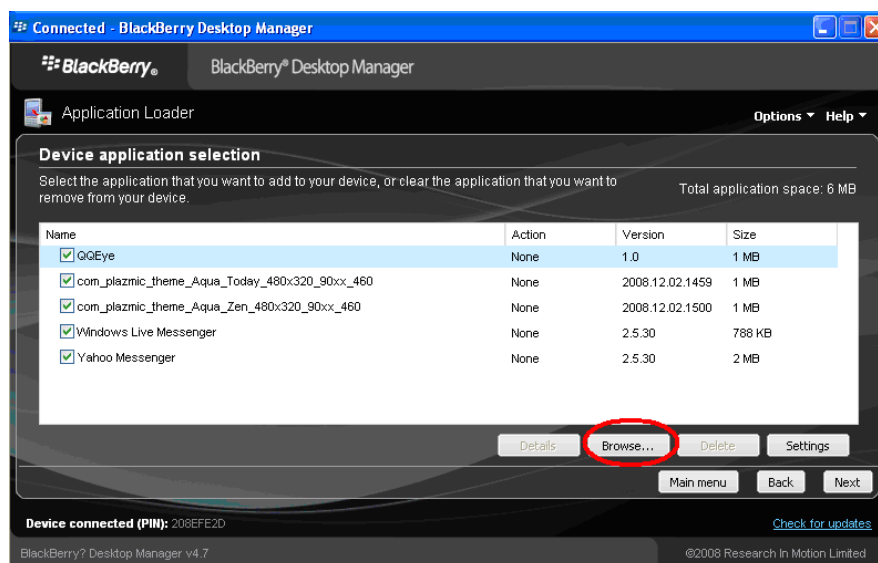 Connected - BlackBerry Desktop Manager
BlackBerry® BlackBerry® Desktop Manager
Application Loader Options Help
Device application selection
Select the application that you want to add to your device, or clear the application that you want to
remove from your device.
Total application space: 6 MB
Name Action Version Size
QQEye None 1.0 1 MB
com_plazmic_theme_Aqua_Today_480x320_90xx_460 None 2008.12.02.1459 1 MB
com_plazmic_theme_Aqua_Zen_480x320_90xx_460 None 2008.12.02.1500 1 MB
Windows Live Messenger None 2.5.30 788 KB
Yahoo Messenger None 2.5.30 2 MB
Details Browse... Delete Settings
Main menu Back Next
Device connected (PIN): 208EFE2D Check for updates
BlackBerry? Desktop Manager v4.7 ©2008 Research In Motion Limited